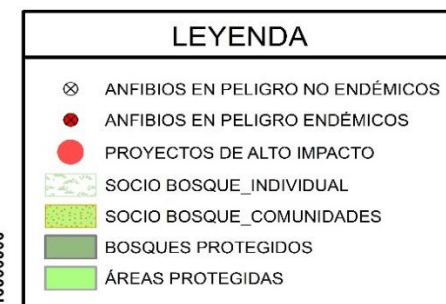 LEYENDA
ANFIBIOS EN PELIGRO NO ENDÉMICOS
ANFIBIOS EN PELIGRO ENDÉMICOS
PROYECTOS DE ALTO IMPACTO
SOCIO BOSQUE_INDIVIDUAL
SOCIO BOSQUE_COMUNIDADES
BOSQUES PROTEGIDOS
ÁREAS PROTEGIDAS